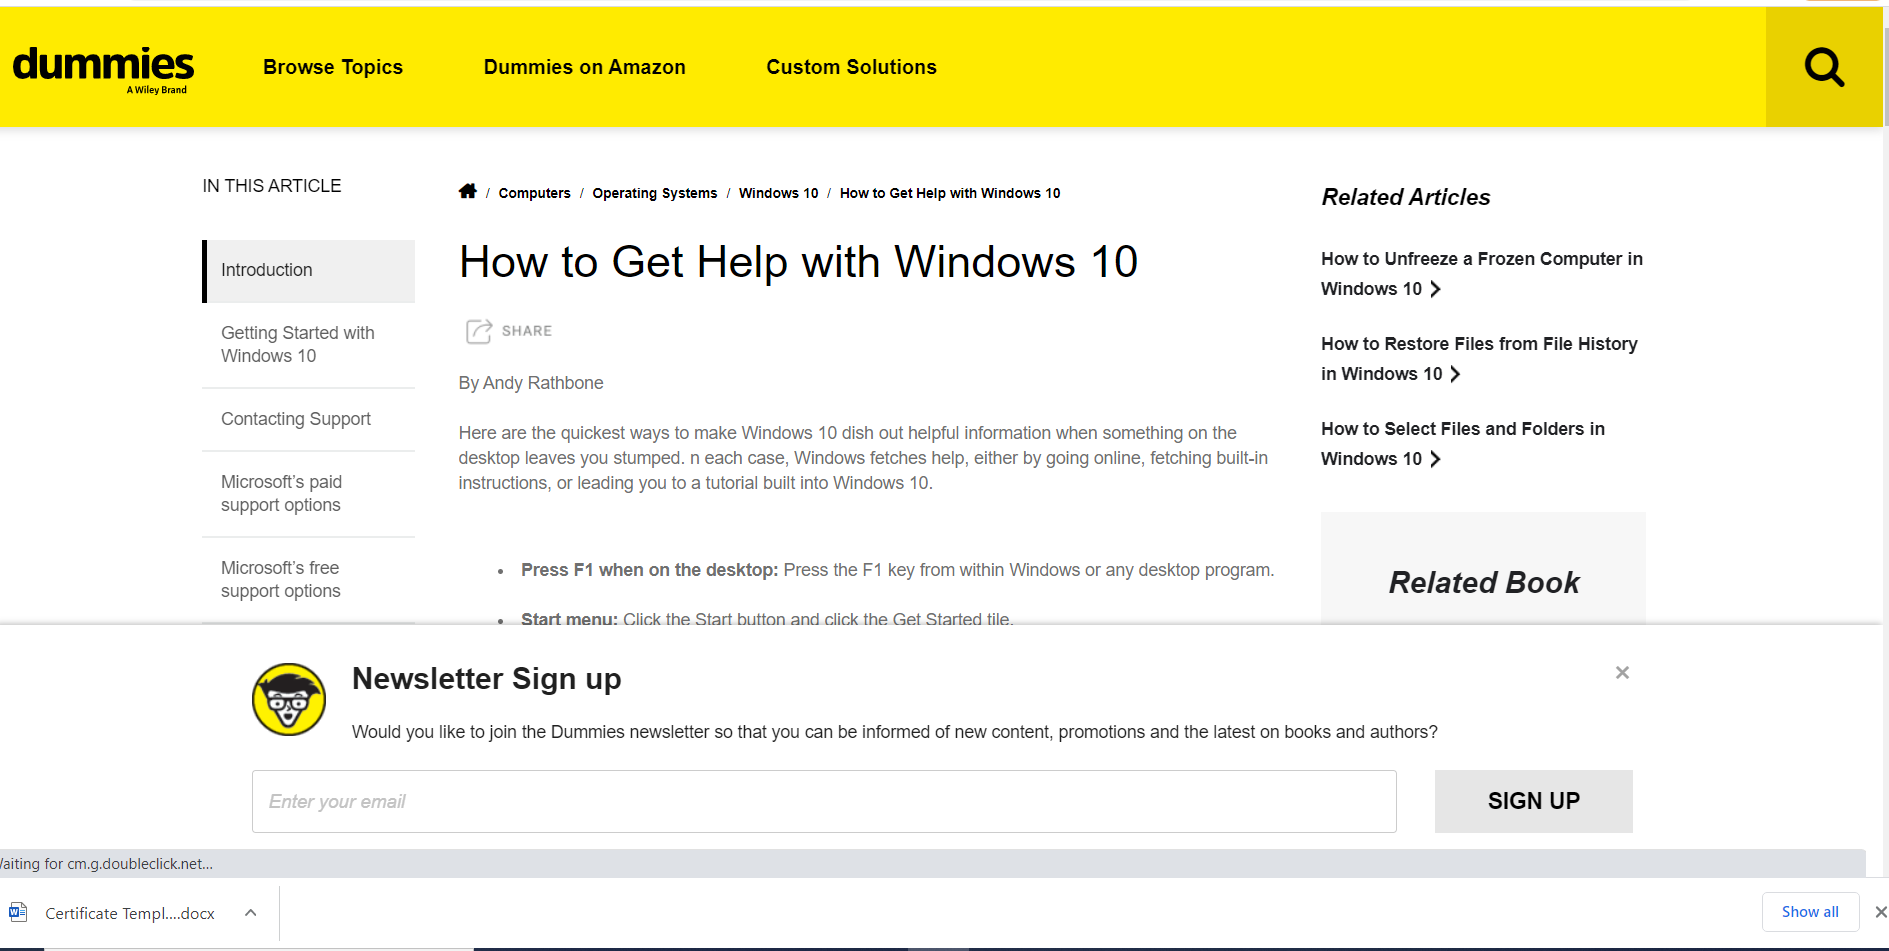 dummies
A Wiley Brand
Browse Topics
Dummies on Amazon
Custom Solutions
IN THIS ARTICLE
Introduction
Getting Started with
Windows 10
Contacting Support
Microsoft’s paid
support options
Microsoft’s free
support options
/ Computers / Operating Systems / Windows 10 / How to Get Help with Windows 10
How to Get Help with Windows 10
SHARE
By Andy Rathbone
Here are the quickest ways to make Windows 10 dish out helpful information when something on the
desktop leaves you stumped. n each case, Windows fetches help, either by going online, fetching built-in
instructions, or leading you to a tutorial built into Windows 10.
• Press F1 when on the desktop: Press the F1 key from within Windows or any desktop program.
• Start menu: Click the Start button and click the Get Started tile.
Related Articles
How to Unfreeze a Frozen Computer in
Windows 10
How to Restore Files from File History
in Windows 10
How to Select Files and Folders in
Windows 10
Related Book
Newsletter Sign up
Would you like to join the Dummies newsletter so that you can be informed of new content, promotions and the latest on books and authors?
Enter your email
SIGN UP
aiting for cm.g.doubleclick.net...
Certificate Templ....docx
Show all